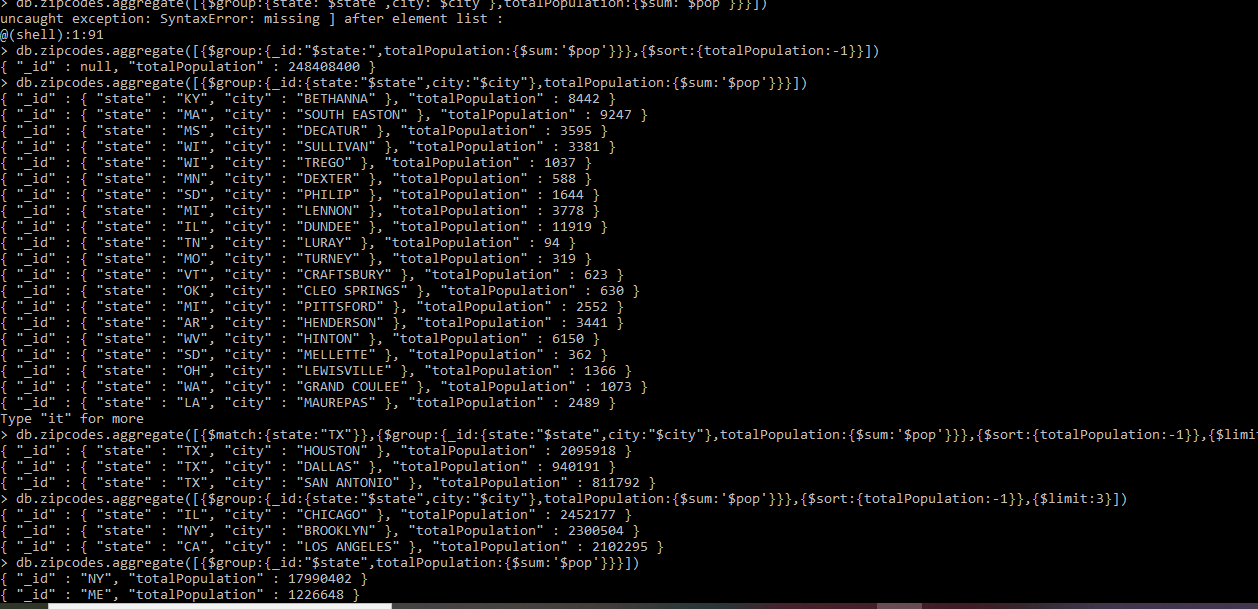 > db.zipcodes.aggregate([{$group:{state:"$state",city:"$city"},totalPopulation:{$sum:'$pop'}}}])
uncaught exception: SyntaxError: missing ] after element list :
@(shell):1:91
> db.zipcodes.aggregate([{$group:{_id:"$state:",totalPopulation:{$sum:'$pop'}}},{$sort:{totalPopulation:-1}}])
{ "_id" : null, "totalPopulation" : 248408400 }
> db.zipcodes.aggregate([{$group:{_id:{state:"$state",city:"$city"},totalPopulation:{$sum:'$pop'}}}])
{ "_id" : { "state" : "KY", "city" : "BETHANNA" }, "totalPopulation" : 8442 }
{ "_id" : { "state" : "MA", "city" : "SOUTH EASTON" }, "totalPopulation" : 9247 }
{ "_id" : { "state" : "MS", "city" : "DECATUR" }, "totalPopulation" : 3595 }
{ "_id" : { "state" : "WI", "city" : "SULLIVAN" }, "totalPopulation" : 3381 }
{ "_id" : { "state" : "WI", "city" : "TREGO" }, "totalPopulation" : 1037 }
{ "_id" : { "state" : "MN", "city" : "DEXTER" }, "totalPopulation" : 588 }
{ "_id" : { "state" : "SD", "city" : "PHILIP" }, "totalPopulation" : 1644 }
{ "_id" : { "state" : "MI", "city" : "LENNON" }, "totalPopulation" : 3778 }
{ "_id" : { "state" : "IL", "city" : "DUNDEE" }, "totalPopulation" : 11919 }
{ "_id" : { "state" : "TN", "city" : "LURAY" }, "totalPopulation" : 94 }
{ "_id" : { "state" : "MO", "city" : "TURNEY" }, "totalPopulation" : 319 }
{ "_id" : { "state" : "VT", "city" : "CRAFTSBURY" }, "totalPopulation" : 623 }
{ "_id" : { "state" : "OK", "city" : "CLEO SPRINGS" }, "totalPopulation" : 630 }
{ "_id" : { "state" : "MI", "city" : "PITTSFORD" }, "totalPopulation" : 2552 }
{ "_id" : { "state" : "AR", "city" : "HENDERSON" }, "totalPopulation" : 3441 }
{ "_id" : { "state" : "WV", "city" : "HINTON" }, "totalPopulation" : 6150 }
{ "_id" : { "state" : "SD", "city" : "MELLETTE" }, "totalPopulation" : 362 }
{ "_id" : { "state" : "OH", "city" : "LEWISVILLE" }, "totalPopulation" : 1366 }
{ "_id" : { "state" : "WA", "city" : "GRAND COULEE" }, "totalPopulation" : 1073 }
{ "_id" : { "state" : "LA", "city" : "MAUREPAS" }, "totalPopulation" : 2489 }
Type "it" for more
> db.zipcodes.aggregate([{$match:{state:"TX"}},{$group:{_id:{state:"$state",city:"$city"},totalPopulation:{$sum:'$pop'}}},{$sort:{totalPopulation:-1}},{$limit
{ "_id" : { "state" : "TX", "city" : "HOUSTON" }, "totalPopulation" : 2095918 }
{ "_id" : { "state" : "TX", "city" : "DALLAS" }, "totalPopulation" : 940191 }
{ "_id" : { "state" : "TX", "city" : "SAN ANTONIO" }, "totalPopulation" : 811792 }
> db.zipcodes.aggregate([{$group:{_id:{state:"$state",city:"$city"},totalPopulation:{$sum:'$pop'}}},{$sort:{totalPopulation:-1}},{$limit:3}])
{ "_id" : { "state" : "IL", "city" : "CHICAGO" }, "totalPopulation" : 2452177 }
{ "_id" : { "state" : "NY", "city" : "BROOKLYN" }, "totalPopulation" : 2300504 }
{ "_id" : { "state" : "CA", "city" : "LOS ANGELES" }, "totalPopulation" : 2102295 }
> db.zipcodes.aggregate([{$group:{_id:"$state",totalPopulation:{$sum:'$pop'}}}])
{ "_id" : "NY", "totalPopulation" : 17990402 }
{ "_id" : "ME", "totalPopulation" : 1226648 }